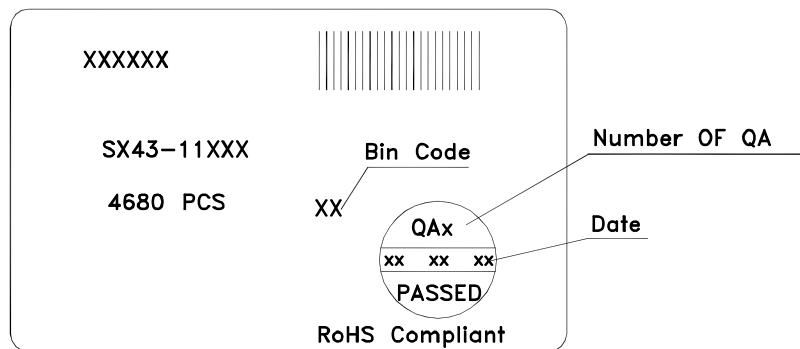 XXXXXX
SX43-11XXX
Bin Code
Number OF QA
4680 PCS
XX
QAx
Date
xx xx xx
PASSED
RoHS Compliant